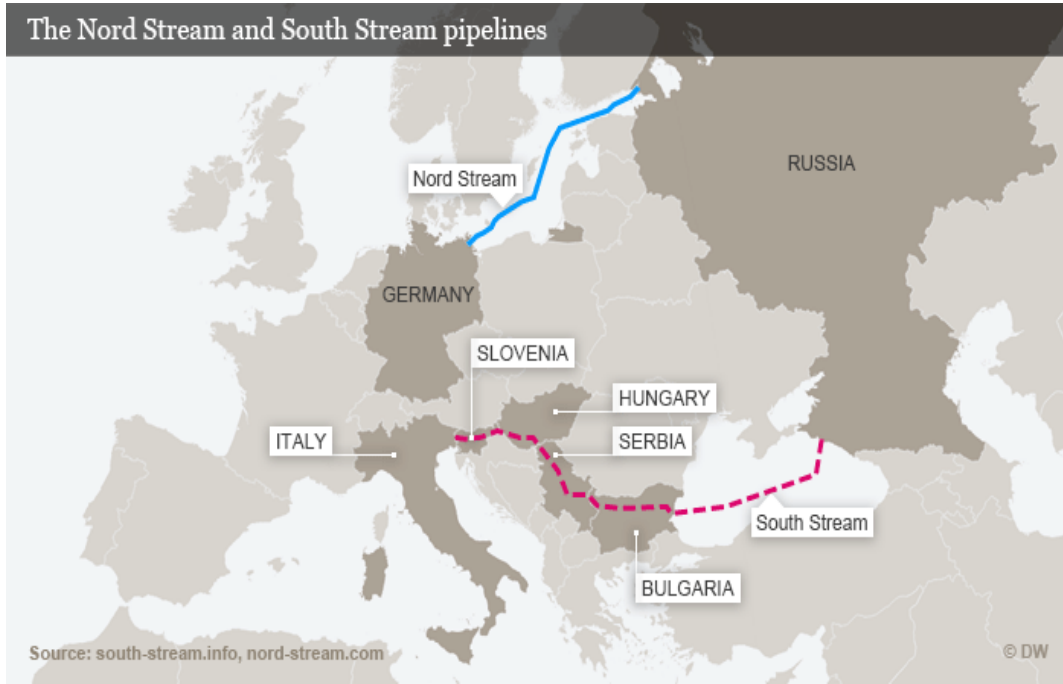 The Nord Stream and South Stream pipelines
RUSSIA
Nord Stream
GERMANY
SLOVENIA
HUNGARY
ITALY
SERBIA
South Stream
BULGARIA
Source: south-stream.info, nord-stream.com
© DW